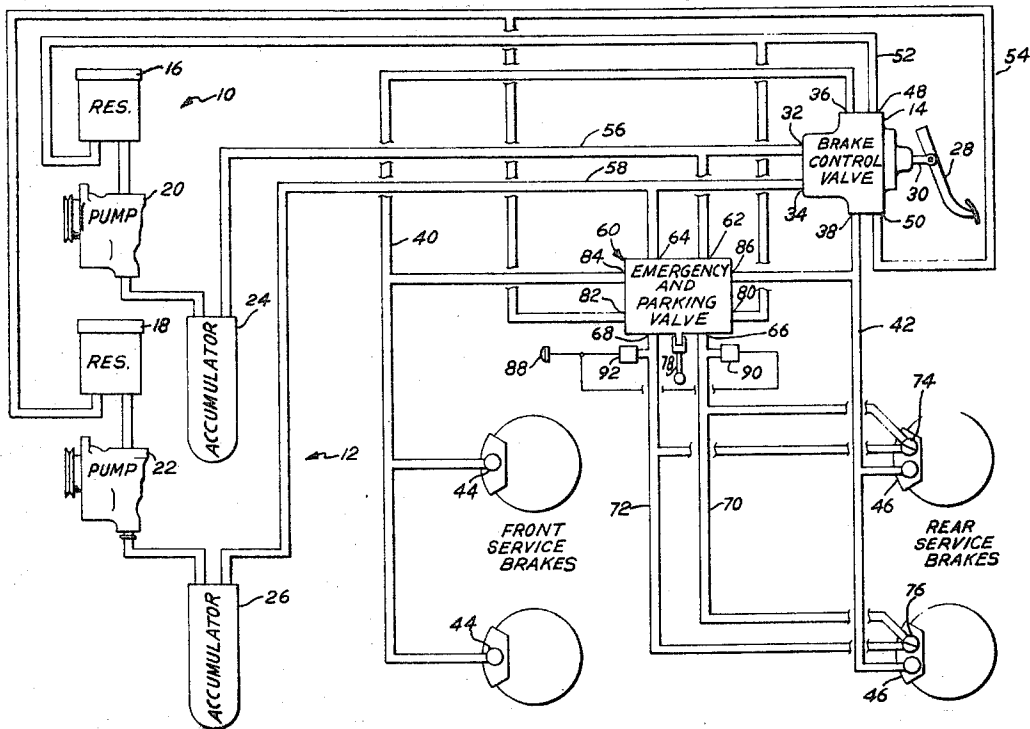 16
RES.
10
20
PUMP
24
18
RES.
ACCUMULATOR
22
PUMP
12
26
ACCUMULATOR
56
58
40
52
54
36
48
14
32
BRAKE
CONTROL
VALVE
28
30
34
38
50
60
64
62
84
86
EMERGENCY
AND
PARKING
VALVE
82
80
68
66
88
92
78
90
42
74
44
46
FRONT
SERVICE
BRAKES
72
70
REAR
SERVICE
BRAKES
44
76
46